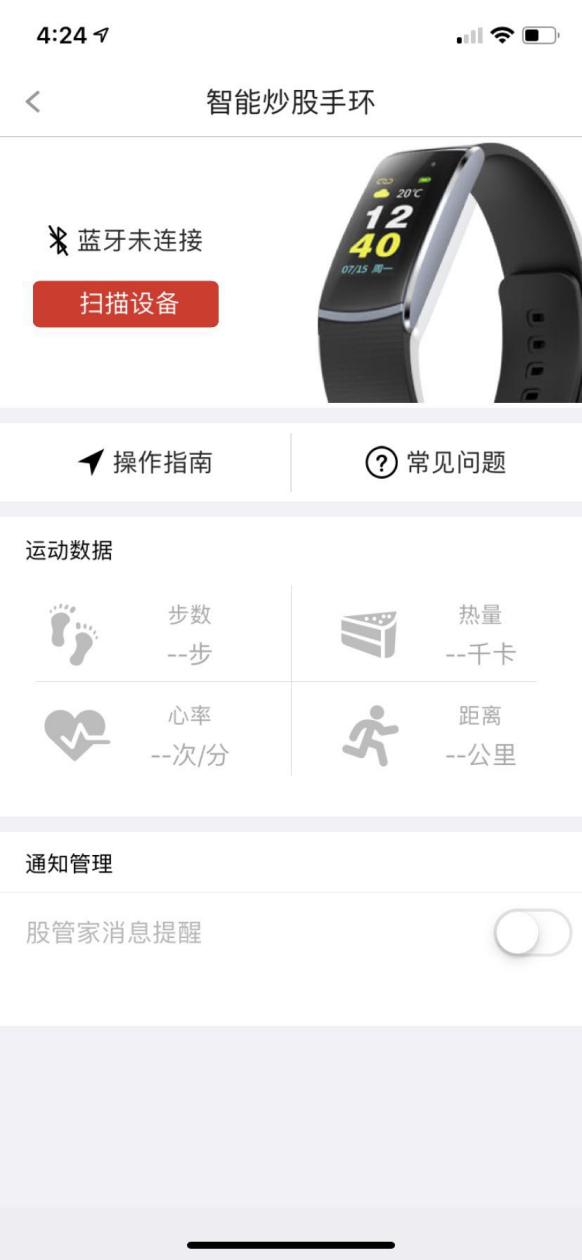 4:24
智能炒股手环
20℃
12
40
07/15 周一
蓝牙未连接
扫描设备
操作指南
常见问题
运动数据
步数
--步
热量
--千卡
心率
--次/分
距离
--公里
通知管理
股管家消息提醒